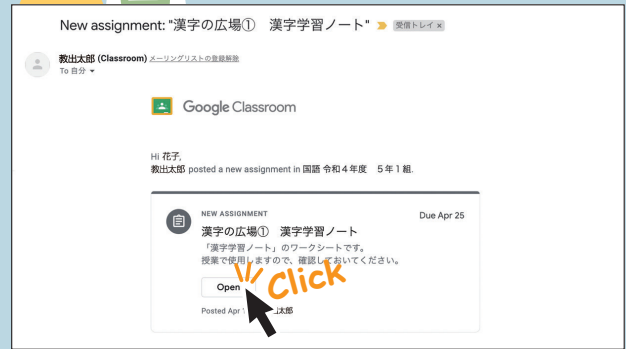 New assignment: "漢字の広場① 漢字学習ノート" 受信トレイ ×
教出太郎 (Classroom) メーリングリストの登録解除
To 自分
Google Classroom
Hi 花子,
教出太郎 posted a new assignment in 国語 令和4年度 5年1組.
NEW ASSIGNMENT
Due Apr 25
漢字の広場① 漢字学習ノート
「漢字学習ノート」のワークシートです。
授業で使用しますので、確認しておいてください。
Open
Click
Posted Apr 太郎